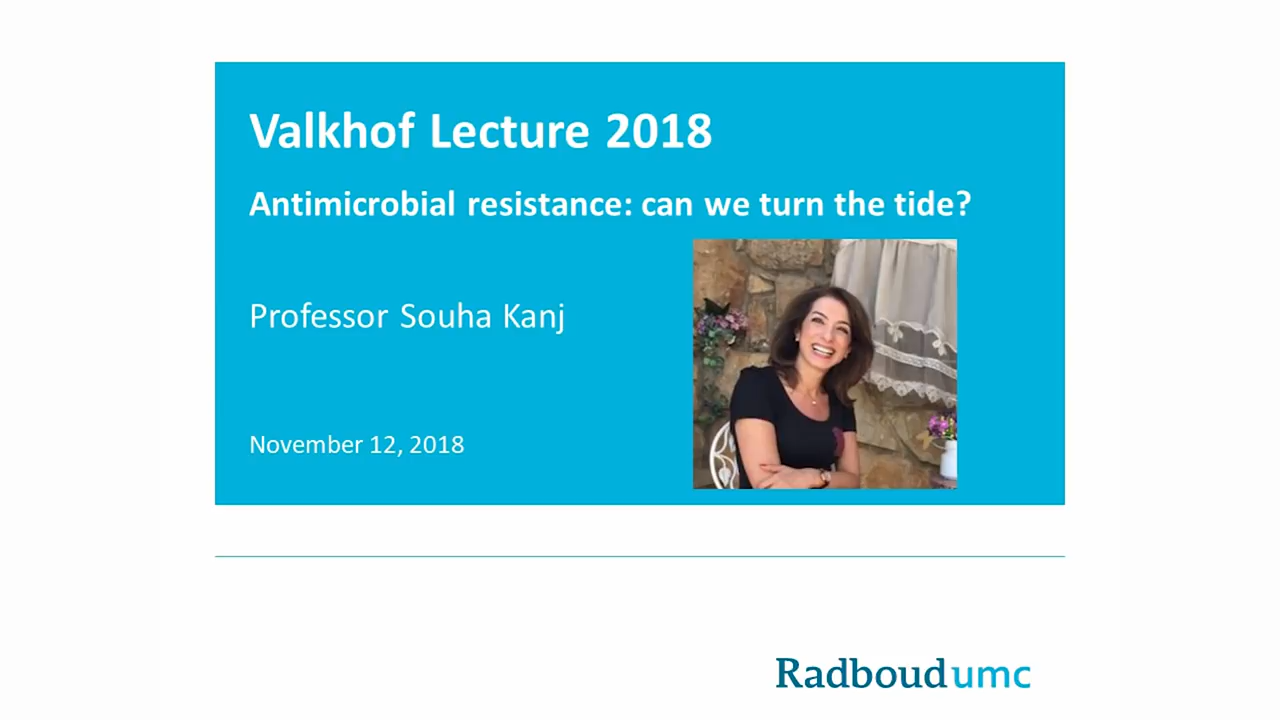 Valkhof Lecture 2018
Antimicrobial resistance: can we turn the tide?
Professor Souha Kanj
November 12, 2018
Radboudumc